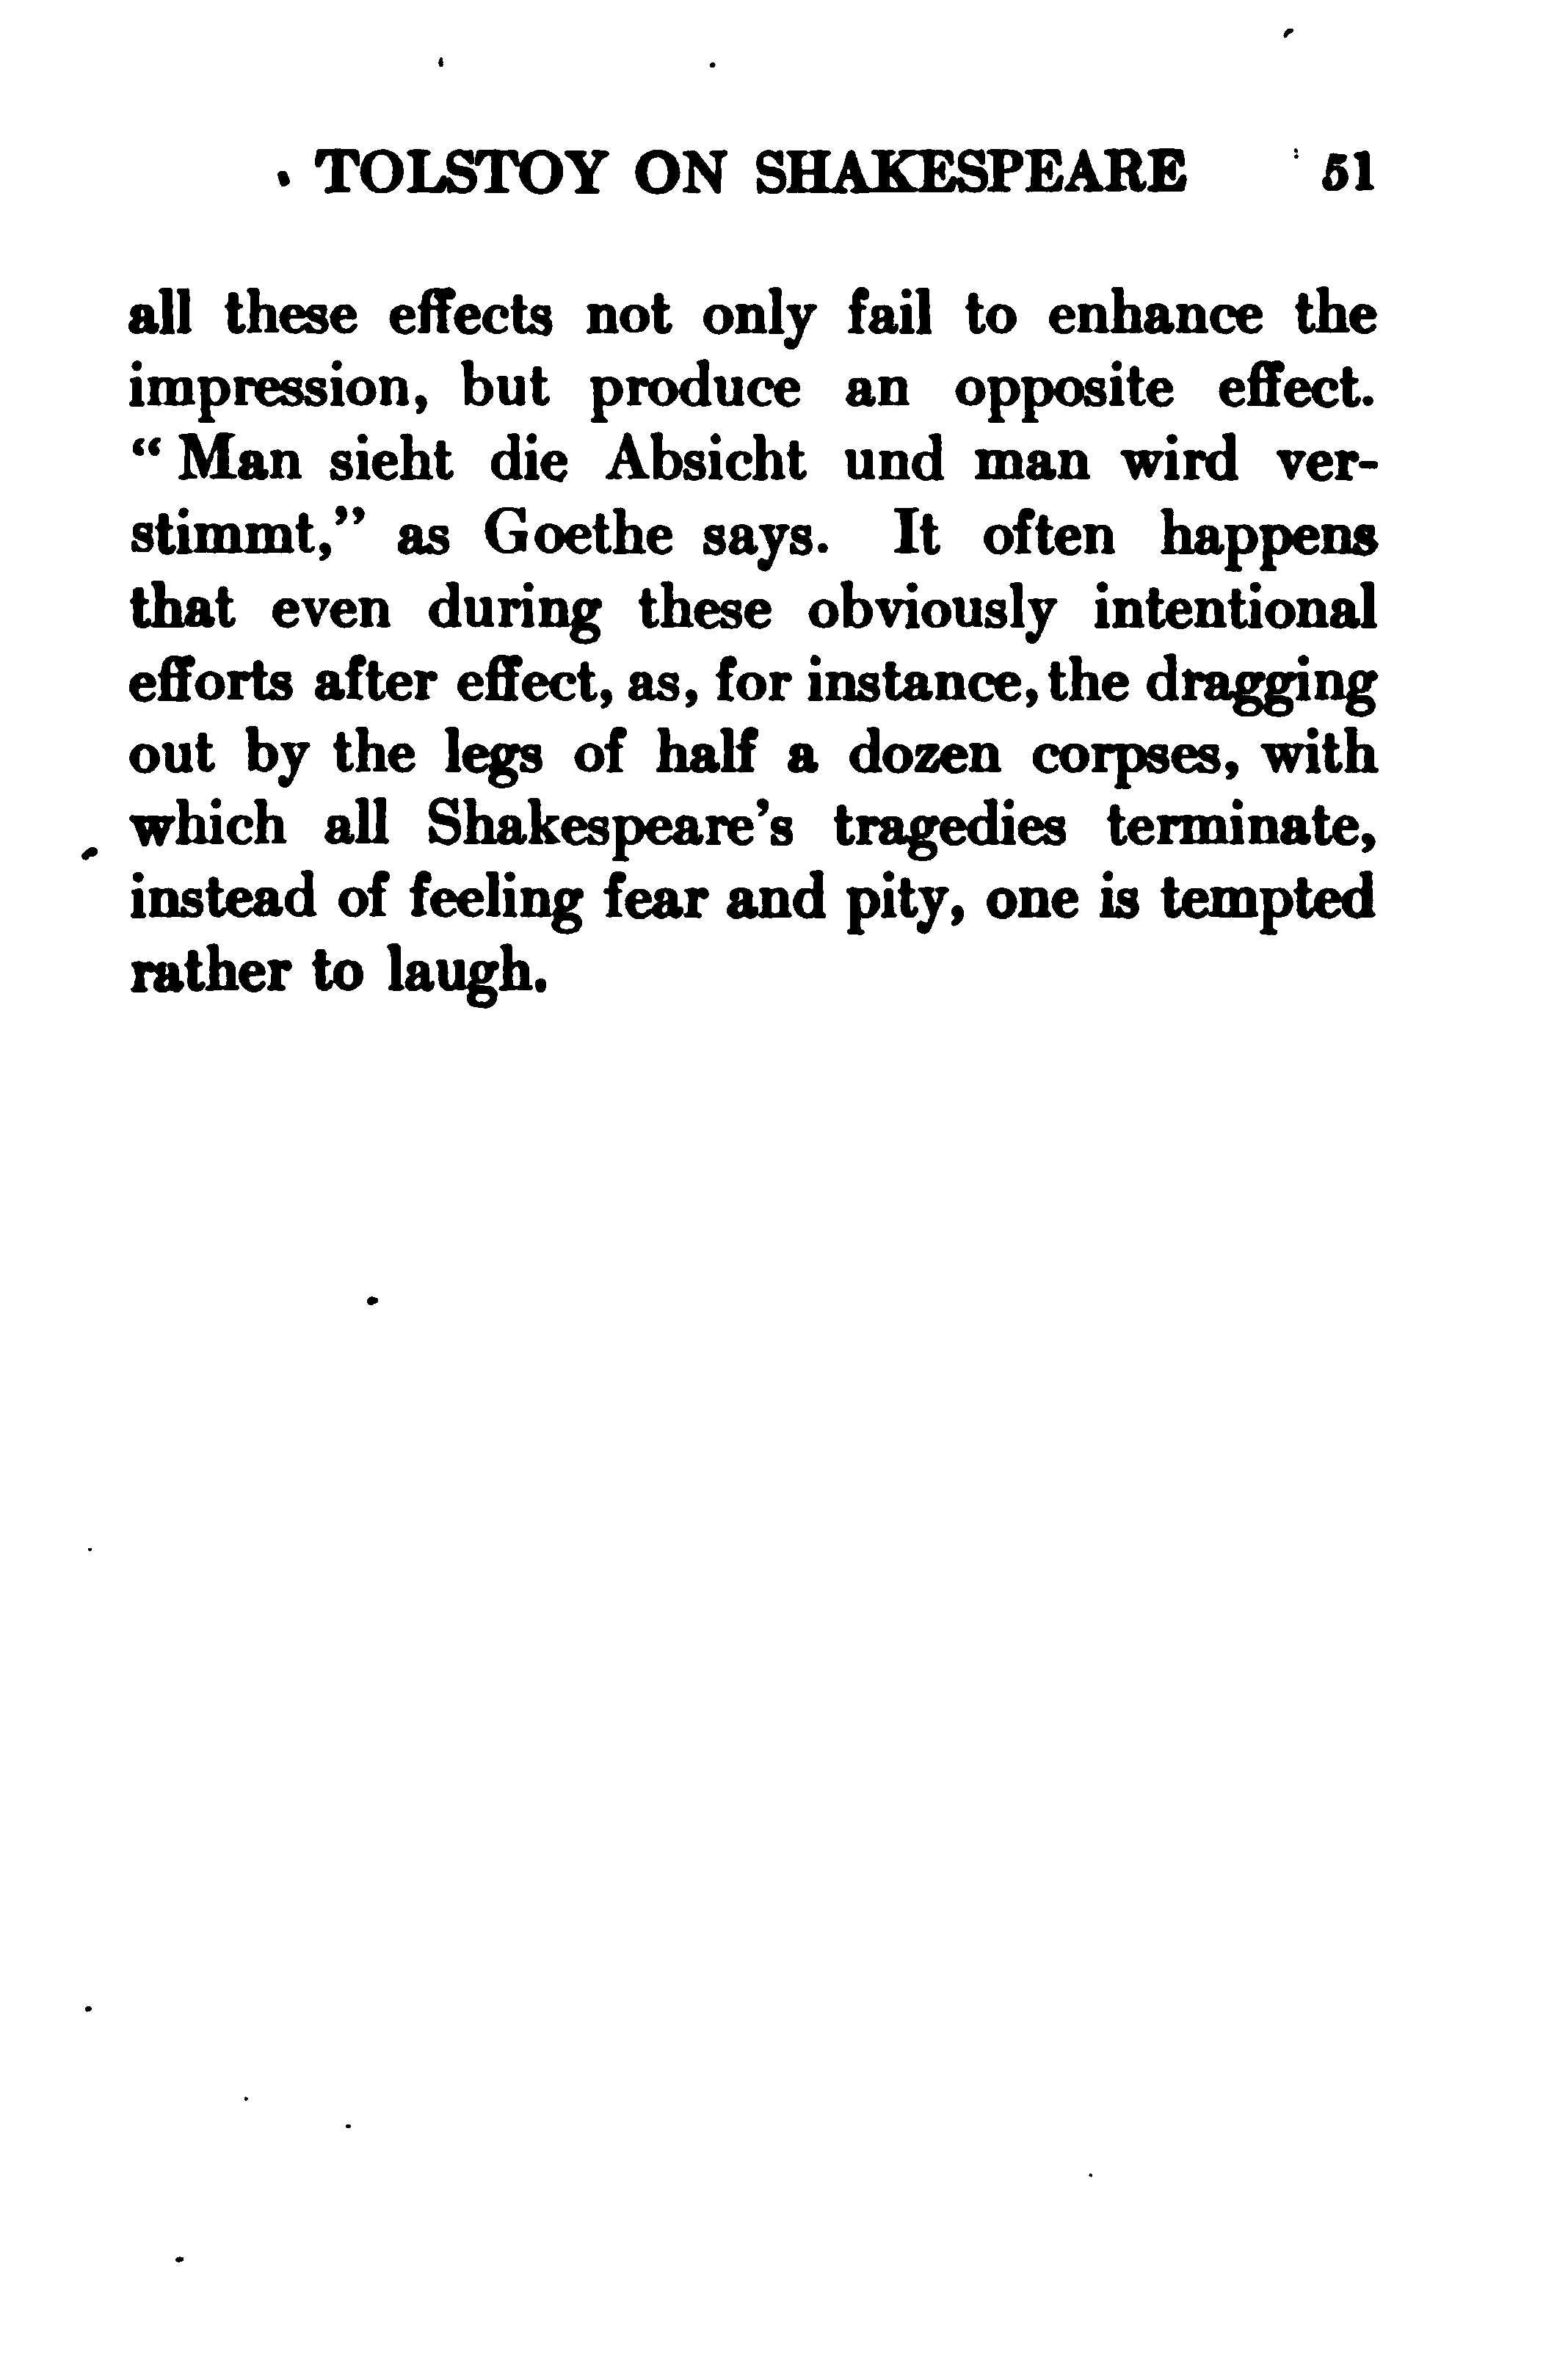 TOLSTOY ON SHAKESPEARE 51
all these effects not only fail to enhance the
impression, but produce an opposite effect.
“Man sieht die Absicht und man wird ver-
stimmt,” as Goethe says. It often happens
that even during these obviously intentional
efforts after effect, as, for instance, the dragging
out by the legs of half a dozen corpses, with
which all Shakespeare’s tragedies terminate,
instead of feeling fear and pity, one is tempted
rather to laugh.